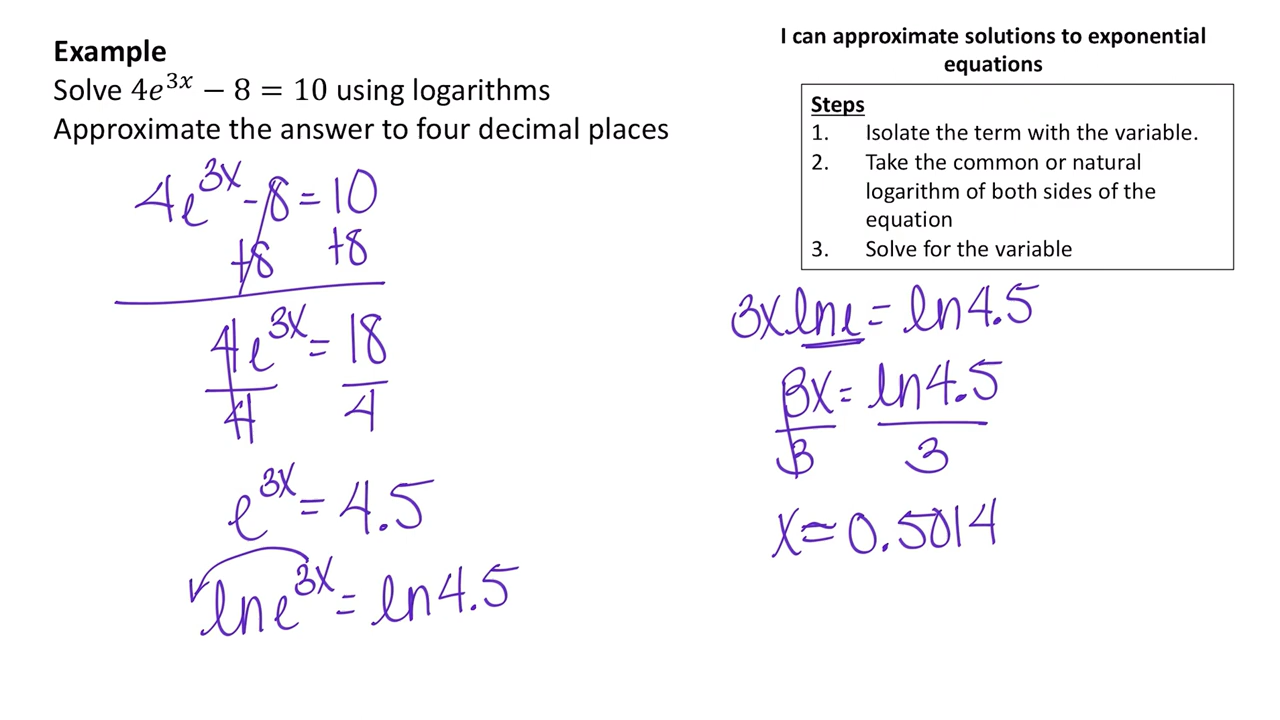 Example
Solve 4e^{3x} − 8 = 10 using logarithms
Approximate the answer to four decimal places
4e^{3x} - 8 = 10
+8 +8
4e^{3x} = 18
4 4
e^{3x} = 4.5
ln e^{3x} = ln 4.5
I can approximate solutions to exponential
equations
Steps
1. Isolate the term with the variable.
2. Take the common or natural
logarithm of both sides of the
equation
3. Solve for the variable
3x ln e = ln 4.5
3x = ln 4.5
3 3
x = 0.5014